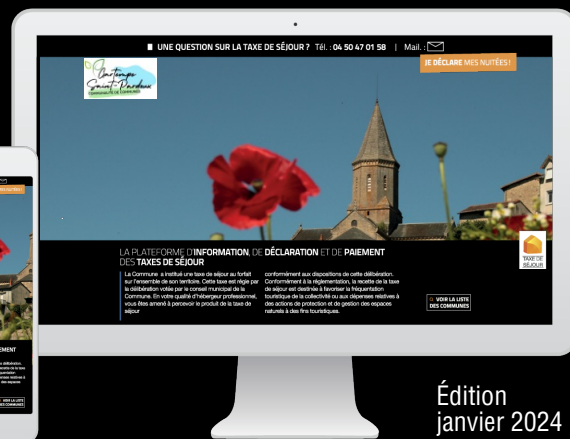 UNE QUESTION SUR LA TAXE DE SÉJOUR ? Tél. : 04 50 47 01 58 | Mail. :
JE DÉCLARE MES NUITÉES !
Gartempe
Saint-Pardoux
COMMUNAUTÉ DE COMMUNES
LA PLATEFORME D'INFORMATION, DE DÉCLARATION ET DE PAIEMENT
DES TAXES DE SÉJOUR
La Commune a institué une taxe de séjour au forfait
sur l'ensemble de son territoire. Cette taxe est régie par
la délibération votée par le conseil municipal de la
Commune. En votre qualité d'hébergeur professionnel,
vous êtes amené à percevoir le produit de la taxe de
séjour
conformément aux dispositions de cette délibération.
Conformément à la réglementation, la recette de la taxe
de séjour est destinée à favoriser la fréquentation
touristique de la collectivité ou aux dépenses relatives à
des actions de protection et de gestion des espaces
naturels à des fins touristiques.
TAXE DE
SÉJOUR
VOIR LA LISTE
DES COMMUNES
Édition
janvier 2024